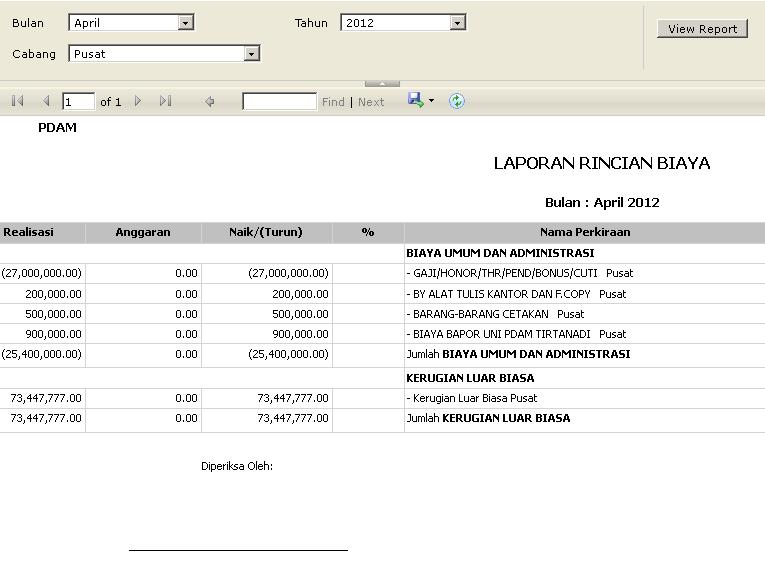 Bulan April Tahun 2012 View Report
Cabang Pusat
1 of 1 Find | Next
PDAM
LAPORAN RINCIAN BIAYA
Bulan : April 2012
Realisasi Anggaran Naik/(Turun) % Nama Perkiraan
BIAYA UMUM DAN ADMINISTRASI
(27,000,000.00) 0.00 (27,000,000.00) - GAJI/HONOR/THR/PEND/BONUS/CUTI Pusat
200,000.00 0.00 200,000.00 - BY ALAT TULIS KANTOR DAN F.COPY Pusat
500,000.00 0.00 500,000.00 - BARANG-BARANG CETAKAN Pusat
900,000.00 0.00 900,000.00 - BIAYA BAPOR UNI PDAM TIRTANADI Pusat
(25,400,000.00) 0.00 (25,400,000.00) Jumlah BIAYA UMUM DAN ADMINISTRASI
KERUGIAN LUAR BIASA
73,447,777.00 0.00 73,447,777.00 - Kerugian Luar Biasa Pusat
73,447,777.00 0.00 73,447,777.00 Jumlah KERUGIAN LUAR BIASA
Diperiksa Oleh: